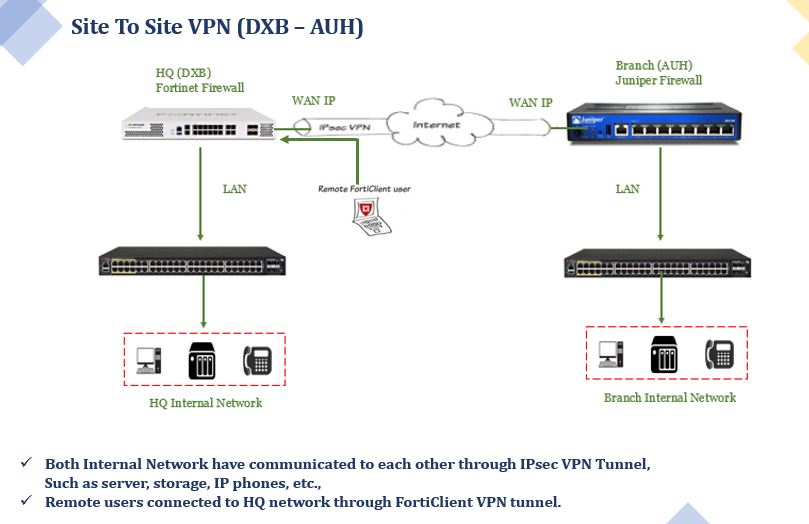 Site To Site VPN (DXB – AUH)
HQ (DXB)
Fortinet Firewall
Branch (AUH)
Juniper Firewall
WAN IP
WAN IP
FORTINET
IPsec VPN
Internet
Juniper
LAN
Remote FortiClient user
LAN
HQ Internal Network
Branch Internal Network
✓ Both Internal Network have communicated to each other through IPsec VPN Tunnel,
Such as server, storage, IP phones, etc.,
✓ Remote users connected to HQ network through FortiClient VPN tunnel.